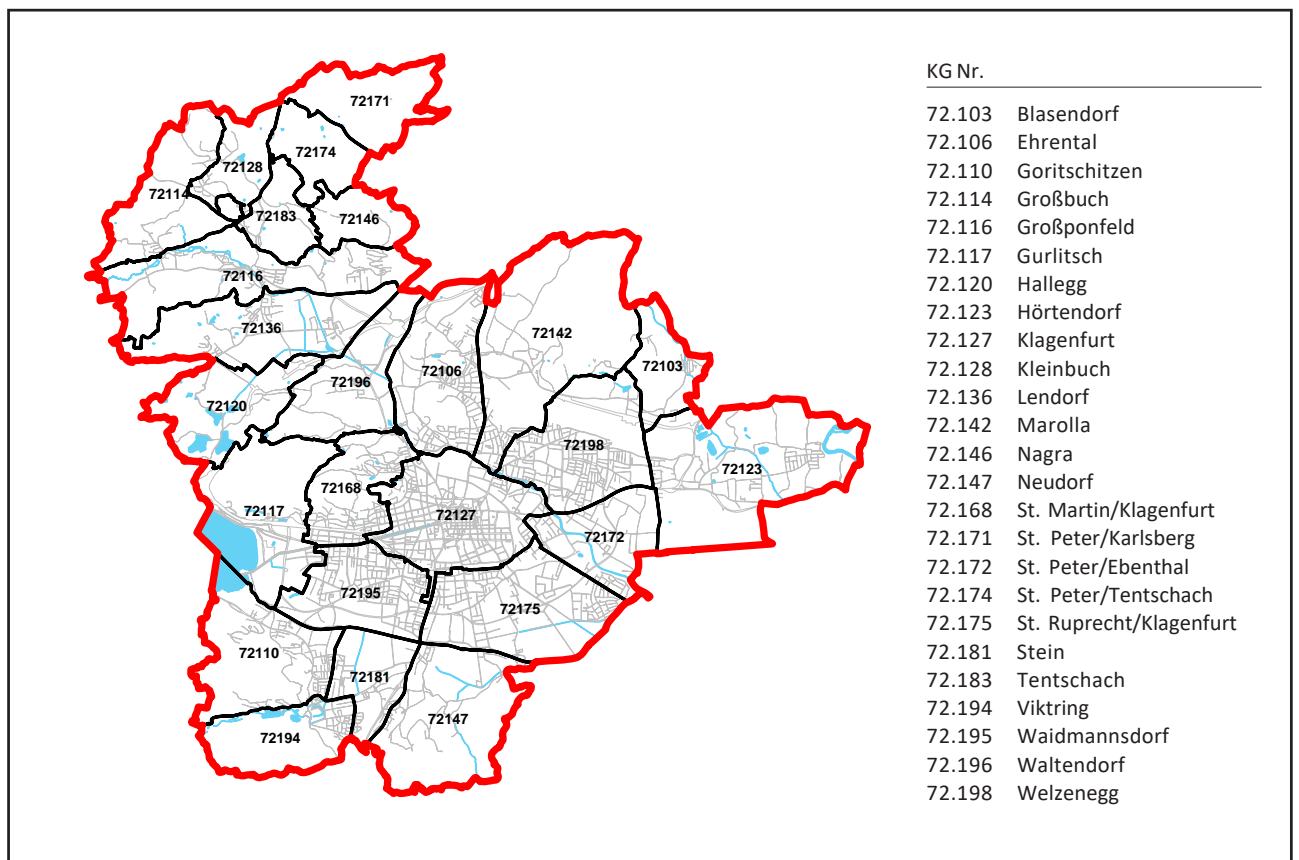 KG Nr.
72.103 Blasendorf
72.106 Ehrental
72.110 Goritschitzen
72.114 Großbuch
72.116 Großponfeld
72.117 Gurlitsch
72.120 Hallegg
72.123 Hörtendorf
72.127 Klagenfurt
72.128 Kleinbuch
72.136 Lendorf
72.142 Marolla
72.146 Nagra
72.147 Neudorf
72.168 St. Martin/Klagenfurt
72.171 St. Peter/Karlsberg
72.172 St. Peter/Ebenthal
72.174 St. Peter/Tentschach
72.175 St. Ruprecht/Klagenfurt
72.181 Stein
72.183 Tentschach
72.194 Viktring
72.195 Waidmannsdorf
72.196 Waltendorf
72.198 Welzenegg
72171
72174
72128
72114
72183
72146
72116
72136
72142
72103
72106
72196
72120
72198
72123
72168
72117
72127
72172
72195
72175
72110
72181
72147
72194